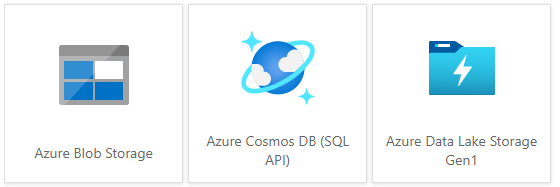 Azure Blob Storage
Azure Cosmos DB (SQL
API)
Azure Data Lake Storage
Gen1